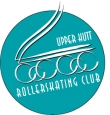 UPPER HUTT
ROLLERSKATING CLUB